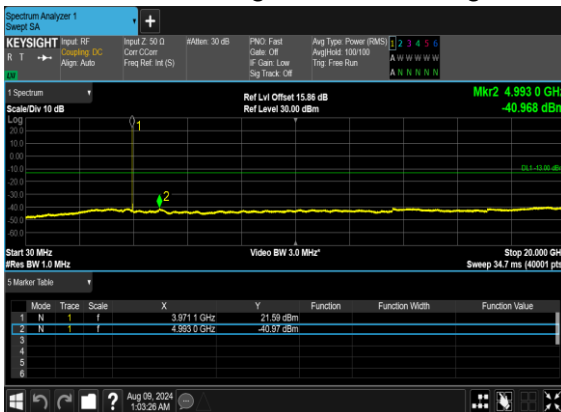 Spectrum Analyzer 1
Swept SA
+
KEYSIGHT Input: RF Input Z: 50 Ω #Atten: 30 dB PNO: Fast Avg Type: Power (RMS) 1 2 3 4 5 6
R T Coupling: DC Corr CCorr Gate: Off Avg|Hold: 100/100 A W W W W W
Align: Auto Freq Ref: Int (S) IF Gain: Low Trig: Free Run
Sig Track: Off A N N N N N
1 Spectrum Ref Lvl Offset 15.86 dB Mkr2 4.993 0 GHz
Scale/Div 10 dB Ref Level 30.00 dBm -40.968 dBm
Log
1
20.0
10.0
0.00
-10.0 DL1 -13.00 dBm
-20.0
-30.0
2
-40.0
-50.0
-60.0
Start 30 MHz Video BW 3.0 MHz* Stop 20.000 GHz
#Res BW 1.0 MHz Sweep 34.7 ms (40001 pts)
5 Marker Table
Mode Trace Scale X Y Function Function Width Function Value
1 N 1 f 3.971 1 GHz 21.59 dBm
2 N 1 f 4.993 0 GHz -40.97 dBm
3
4
5
6
? Aug 09, 2024
1:03:26 AM